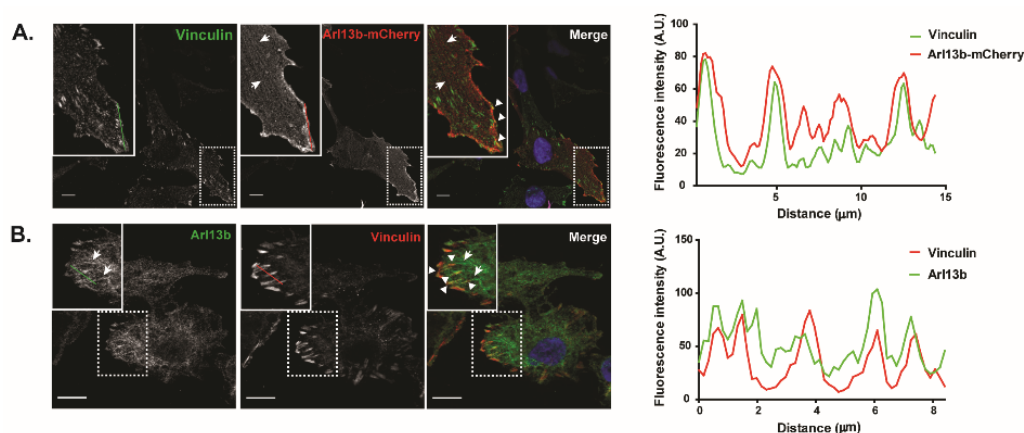 A.
Vinculin
Arl13b-mCherry
Merge
Fluorescence intensity (A.U.)
100
80
60
40
20
0
5
10
15
Distance (μm)
Vinculin
Arl13b-mCherry
B.
Arl13b
Vinculin
Merge
Fluorescence intensity (A.U.)
150
100
50
0
0
2
4
6
8
Distance (μm)
Vinculin
Arl13b